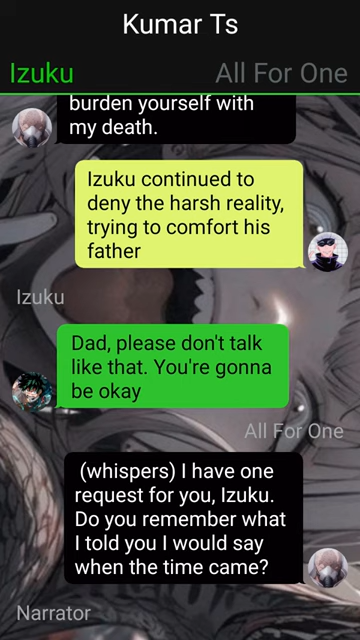 Kumar Ts
Izuku All For One
burden yourself with
my death.
Izuku continued to
deny the harsh reality,
trying to comfort his
father
Izuku
Dad, please don't talk
like that. You're gonna
be okay
All For One
(whispers) I have one
request for you, Izuku.
Do you remember what
I told you I would say
when the time came?
Narrator